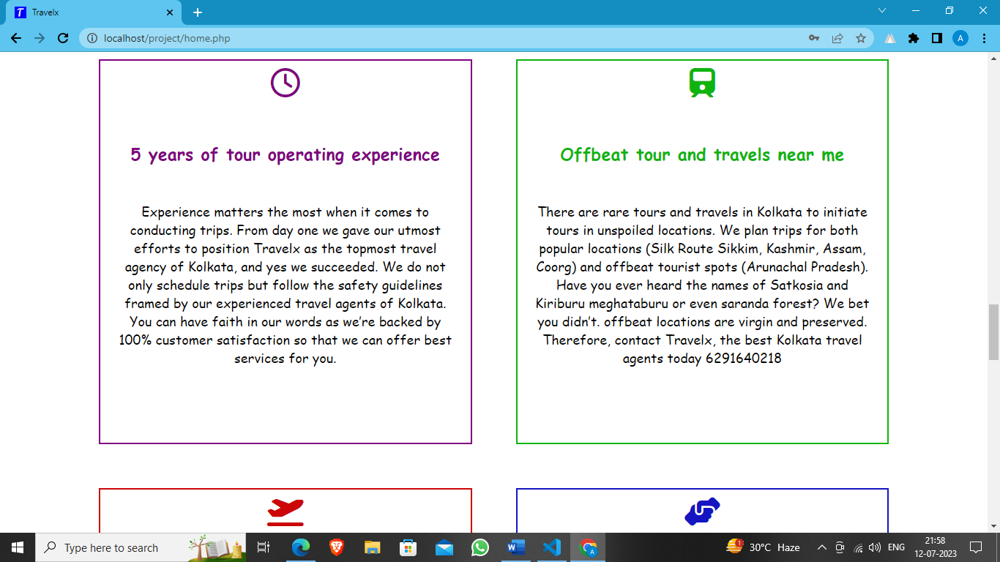 Travelx
localhost/project/home.php
A
5 years of tour operating experience
Experience matters the most when it comes to
conducting trips. From day one we gave our utmost
efforts to position Travelx as the topmost travel
agency of Kolkata, and yes we succeeded. We do not
only schedule trips but follow the safety guidelines
framed by our experienced travel agents of Kolkata.
You can have faith in our words as we’re backed by
100% customer satisfaction so that we can offer best
services for you.
Offbeat tour and travels near me
There are rare tours and travels in Kolkata to initiate
tours in unspoiled locations. We plan trips for both
popular locations (Silk Route Sikkim, Kashmir, Assam,
Coorg) and offbeat tourist spots (Arunachal Pradesh).
Have you ever heard the names of Satkosia and
Kiriburu meghataburu or even saranda forest? We bet
you didn’t. offbeat locations are virgin and preserved.
Therefore, contact Travelx, the best Kolkata travel
agents today 6291640218
Type here to search
1
30°C Haze
ENG
21:58
12-07-2023